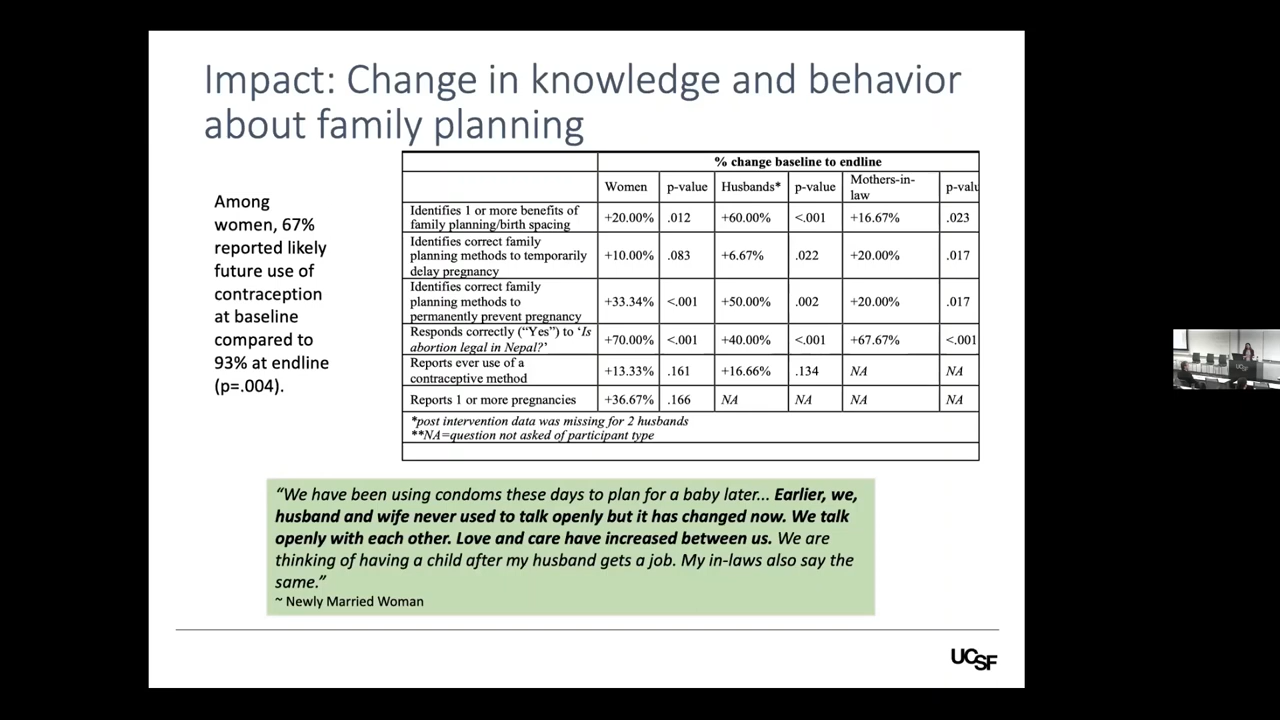 Impact: Change in knowledge and behavior
about family planning
Among
women, 67%
reported likely
future use of
contraception
at baseline
compared to
93% at endline
(p=.004).
% change baseline to endline
Women p-value Husbands* p-value Mothers-in-law p-valu
Identifies 1 or more benefits of family planning/birth spacing +20.00% .012 +60.00% <.001 +16.67% .023
Identifies correct family planning methods to temporarily delay pregnancy +10.00% .083 +6.67% .022 +20.00% .017
Identifies correct family planning methods to permanently prevent pregnancy +33.34% <.001 +50.00% .002 +20.00% .017
Responds correctly (“Yes”) to ‘Is abortion legal in Nepal?’ +70.00% <.001 +40.00% <.001 +67.67% <.001
Reports ever use of a contraceptive method +13.33% .161 +16.66% .134 NA NA
Reports 1 or more pregnancies +36.67% .166 NA NA NA NA
*post intervention data was missing for 2 husbands
**NA=question not asked of participant type
“We have been using condoms these days to plan for a baby later... Earlier, we,
husband and wife never used to talk openly but it has changed now. We talk
openly with each other. Love and care have increased between us. We are
thinking of having a child after my husband gets a job. My in-laws also say the
same.”
~ Newly Married Woman
UCSF
UCSF